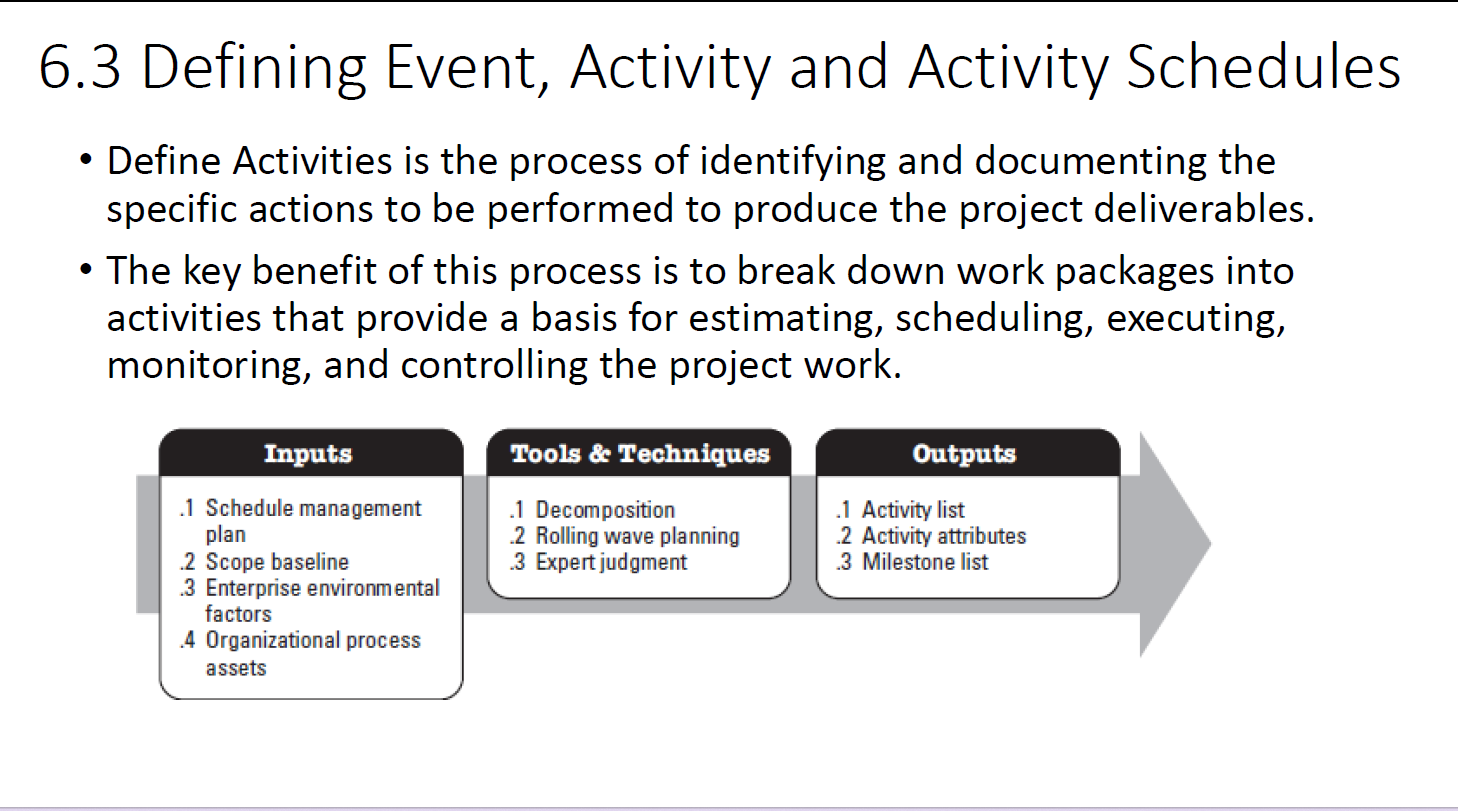 6.3 Defining Event, Activity and Activity Schedules
• Define Activities is the process of identifying and documenting the
specific actions to be performed to produce the project deliverables.
• The key benefit of this process is to break down work packages into
activities that provide a basis for estimating, scheduling, executing,
monitoring, and controlling the project work.
Inputs
.1 Schedule management
plan
.2 Scope baseline
.3 Enterprise environmental
factors
.4 Organizational process
assets
Tools & Techniques
.1 Decomposition
.2 Rolling wave planning
.3 Expert judgment
Outputs
.1 Activity list
.2 Activity attributes
.3 Milestone list